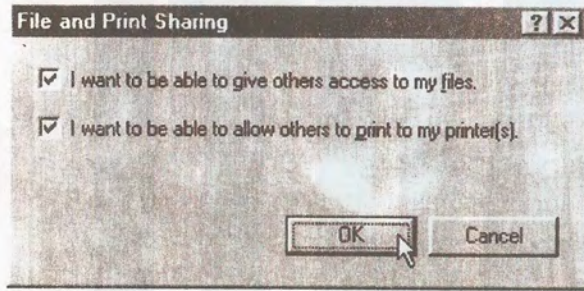 File and Print Sharing
I want to be able to give others access to my files.
I want to be able to allow others to print to my printer(s).
OK Cancel